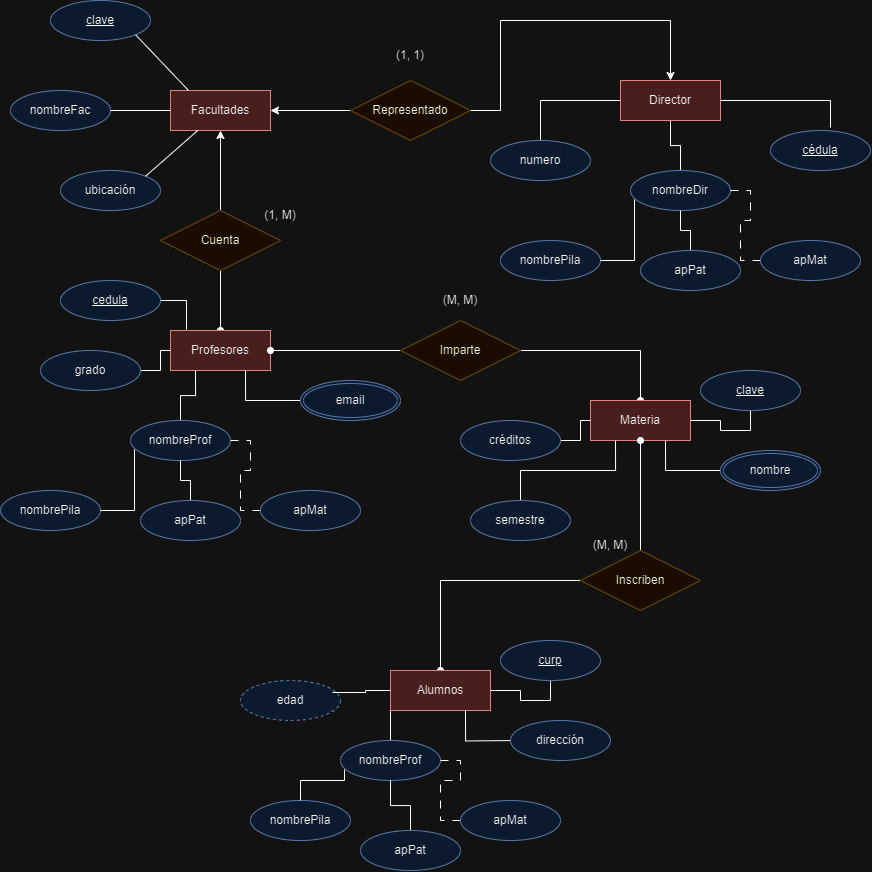 clave
(1, 1)
Facultades
Representado
Director
nombreFac
numero
cédula
ubicación
nombreDir
(1, M)
Cuenta
nombrePila
apPat
apMat
cedula
(M, M)
Profesores
Imparte
grado
email
clave
Materia
nombreProf
créditos
nombre
nombrePila
apPat
apMat
semestre
(M, M)
Inscriben
curp
Alumnos
edad
dirección
nombreProf
nombrePila
apMat
apPat